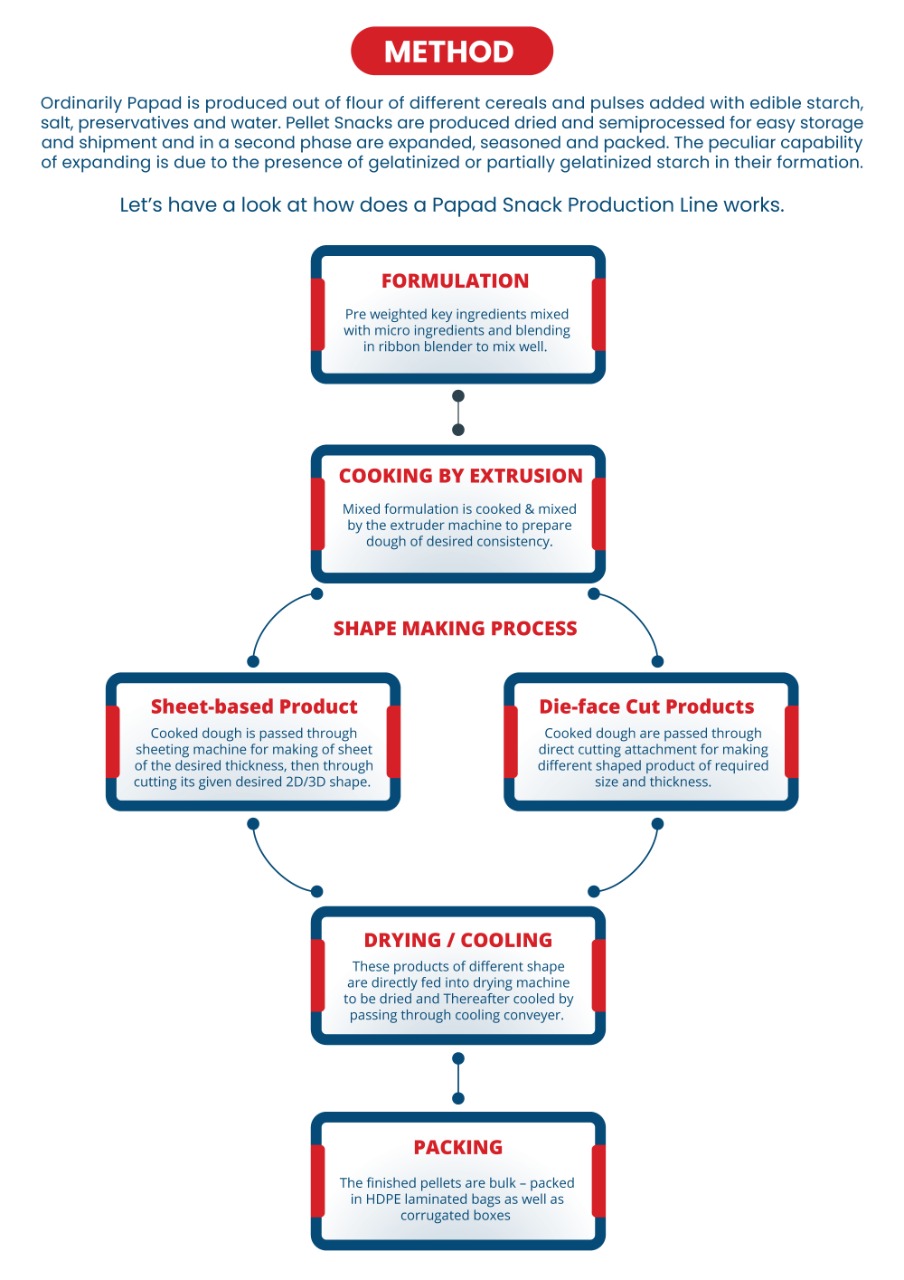 METHOD
Ordinarily Papad is produced out of flour of different cereals and pulses added with edible starch,
salt, preservatives and water. Pellet Snacks are produced dried and semiprocessed for easy storage
and shipment and in a second phase are expanded, seasoned and packed. The peculiar capability
of expanding is due to the presence of gelatinized or partially gelatinized starch in their formation.
Let’s have a look at how does a Papad Snack Production Line works.
FORMULATION
Pre weighted key ingredients mixed
with micro ingredients and blending
in ribbon blender to mix well.
COOKING BY EXTRUSION
Mixed formulation is cooked & mixed
by the extruder machine to prepare
dough of desired consistency.
SHAPE MAKING PROCESS
Sheet-based Product
Cooked dough is passed through
sheeting machine for making of sheet
of the desired thickness, then through
cutting its given desired 2D/3D shape.
Die-face Cut Products
Cooked dough are passed through
direct cutting attachment for making
different shaped product of required
size and thickness.
DRYING / COOLING
These products of different shape
are directly fed into drying machine
to be dried and Thereafter cooled by
passing through cooling conveyer.
PACKING
The finished pellets are bulk – packed
in HDPE laminated bags as well as
corrugated boxes